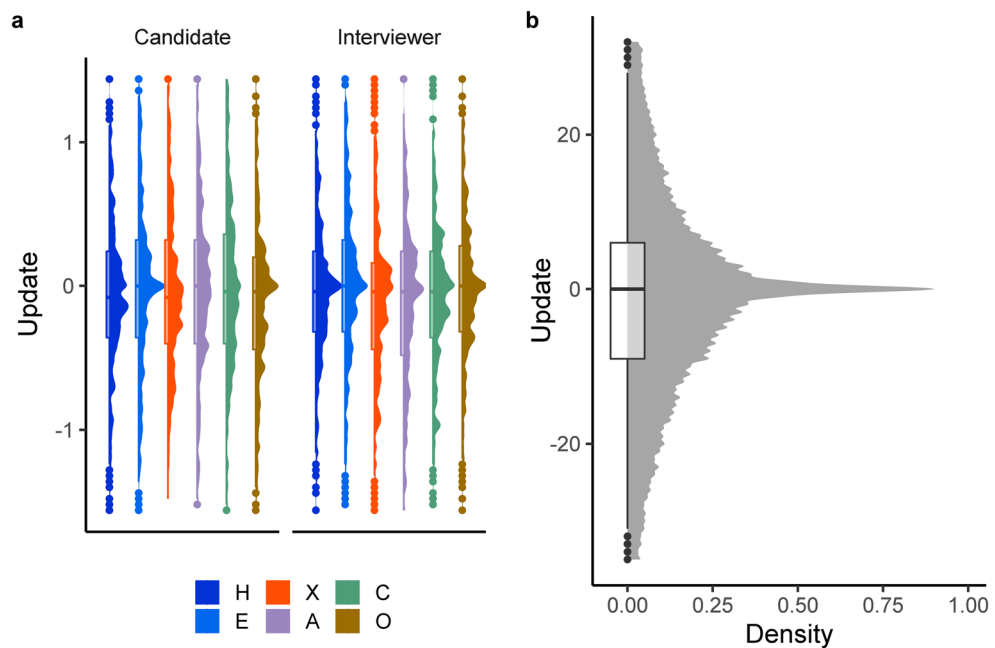 a
Candidate Interviewer
Update
1
0
-1
H X C
E A O
b
Update
20
0
-20
0.00 0.25 0.50 0.75 1.00
Density